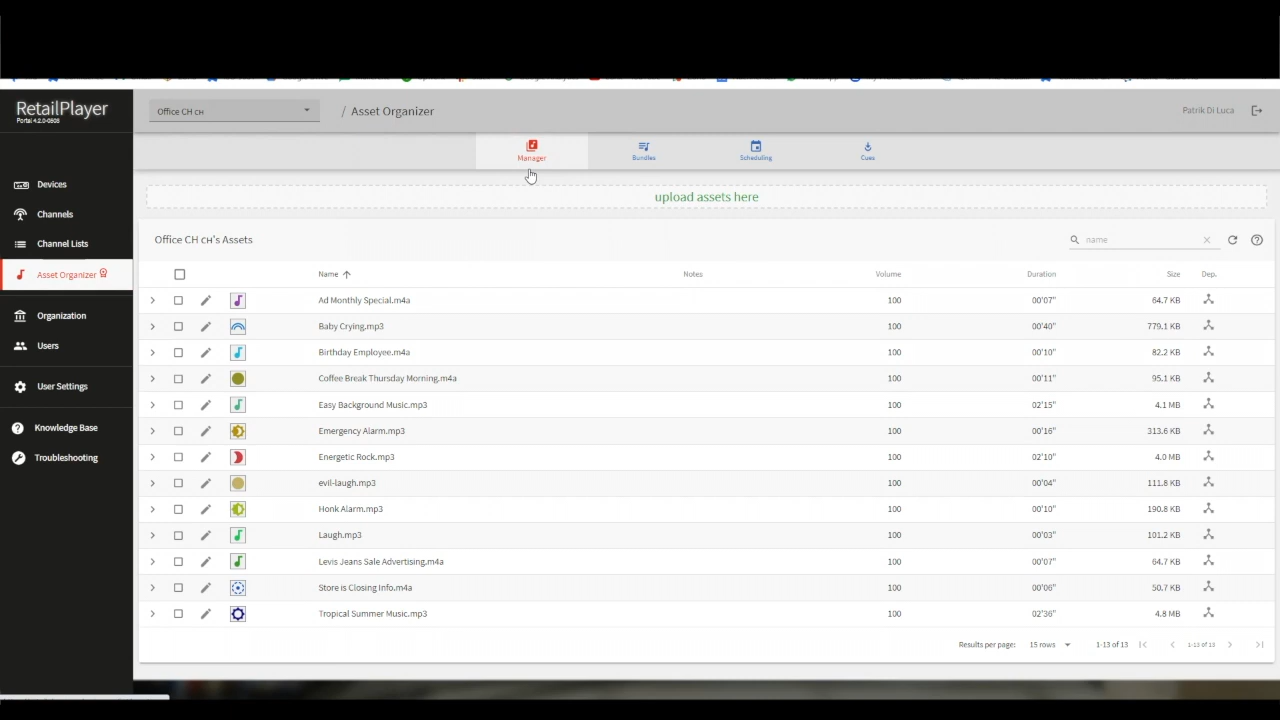 RetailPlayer
Portal 4.2.0-0808
Office CH CH
/ Asset Organizer
Patrik Di Luca
Manager
Bundles
Scheduling
Cues
Devices
Channels
Channel Lists
Asset Organizer
Organization
Users
User Settings
Knowledge Base
Troubleshooting
upload assets here
Office CH CH's Assets
name
Name Notes Volume Duration Size Dep.
Ad Monthly Special.m4a 100 00'07" 64.7 KB
Baby Crying.mp3 100 00'40" 779.1 KB
Birthday Employee.m4a 100 00'10" 82.2 KB
Coffee Break Thursday Morning.m4a 100 00'11" 95.1 KB
Easy Background Music.mp3 100 02'15" 4.1 MB
Emergency Alarm.mp3 100 00'16" 313.6 KB
Energetic Rock.mp3 100 02'10" 4.0 MB
evil-laugh.mp3 100 00'04" 111.8 KB
Honk Alarm.mp3 100 00'10" 190.8 KB
Laugh.mp3 100 00'03" 101.2 KB
Levis Jeans Sale Advertising.m4a 100 00'07" 64.7 KB
Store is Closing Info.m4a 100 00'06" 50.7 KB
Tropical Summer Music.mp3 100 02'36" 4.8 MB
Results per page: 15 rows 1-13 of 13 1-13 of 13